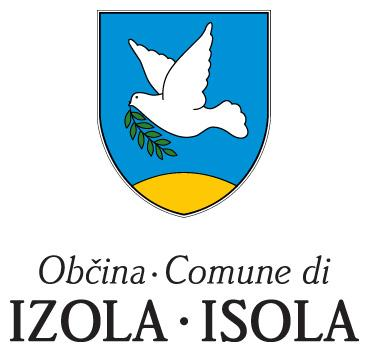 Občina · Comune di
IZOLA · ISOLA